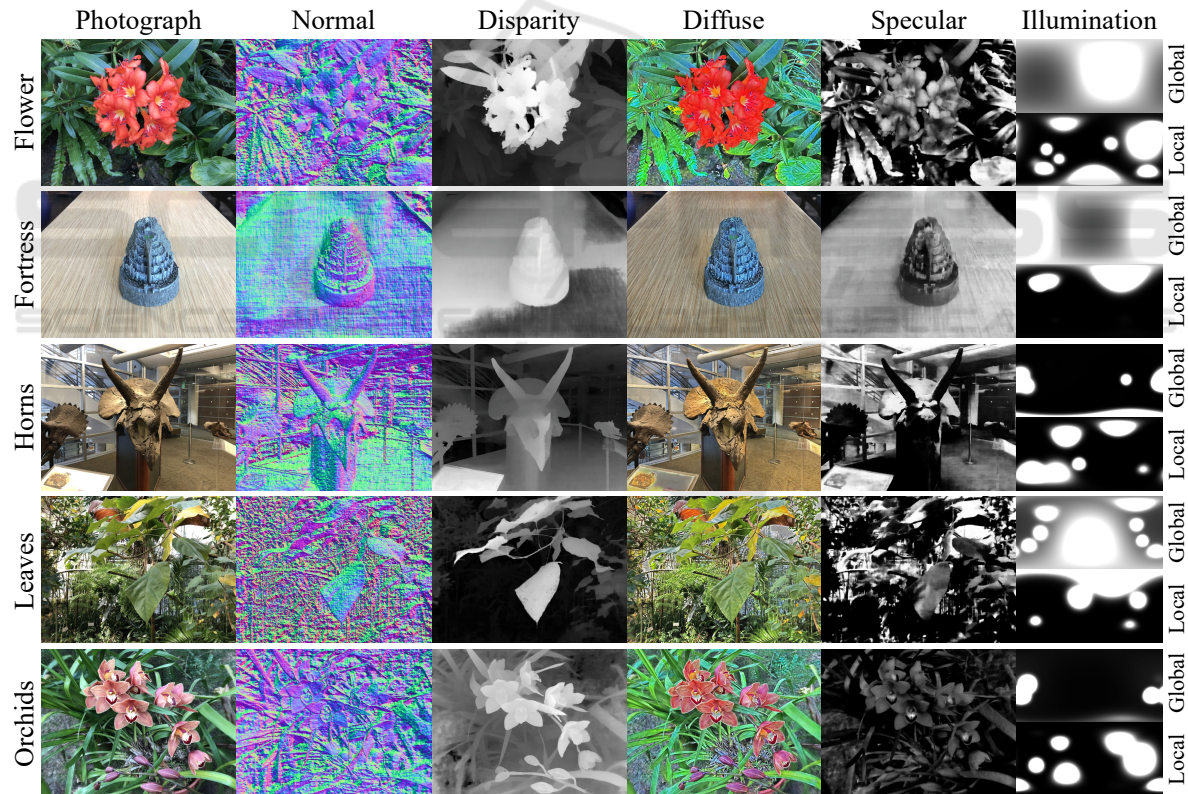 Photograph Normal Disparity Diffuse Specular Illumination
Flower
Global
Local
Fortress
Global
Local
Horns
Global
Local
Leaves
Global
Local
Orchids
Global
Local